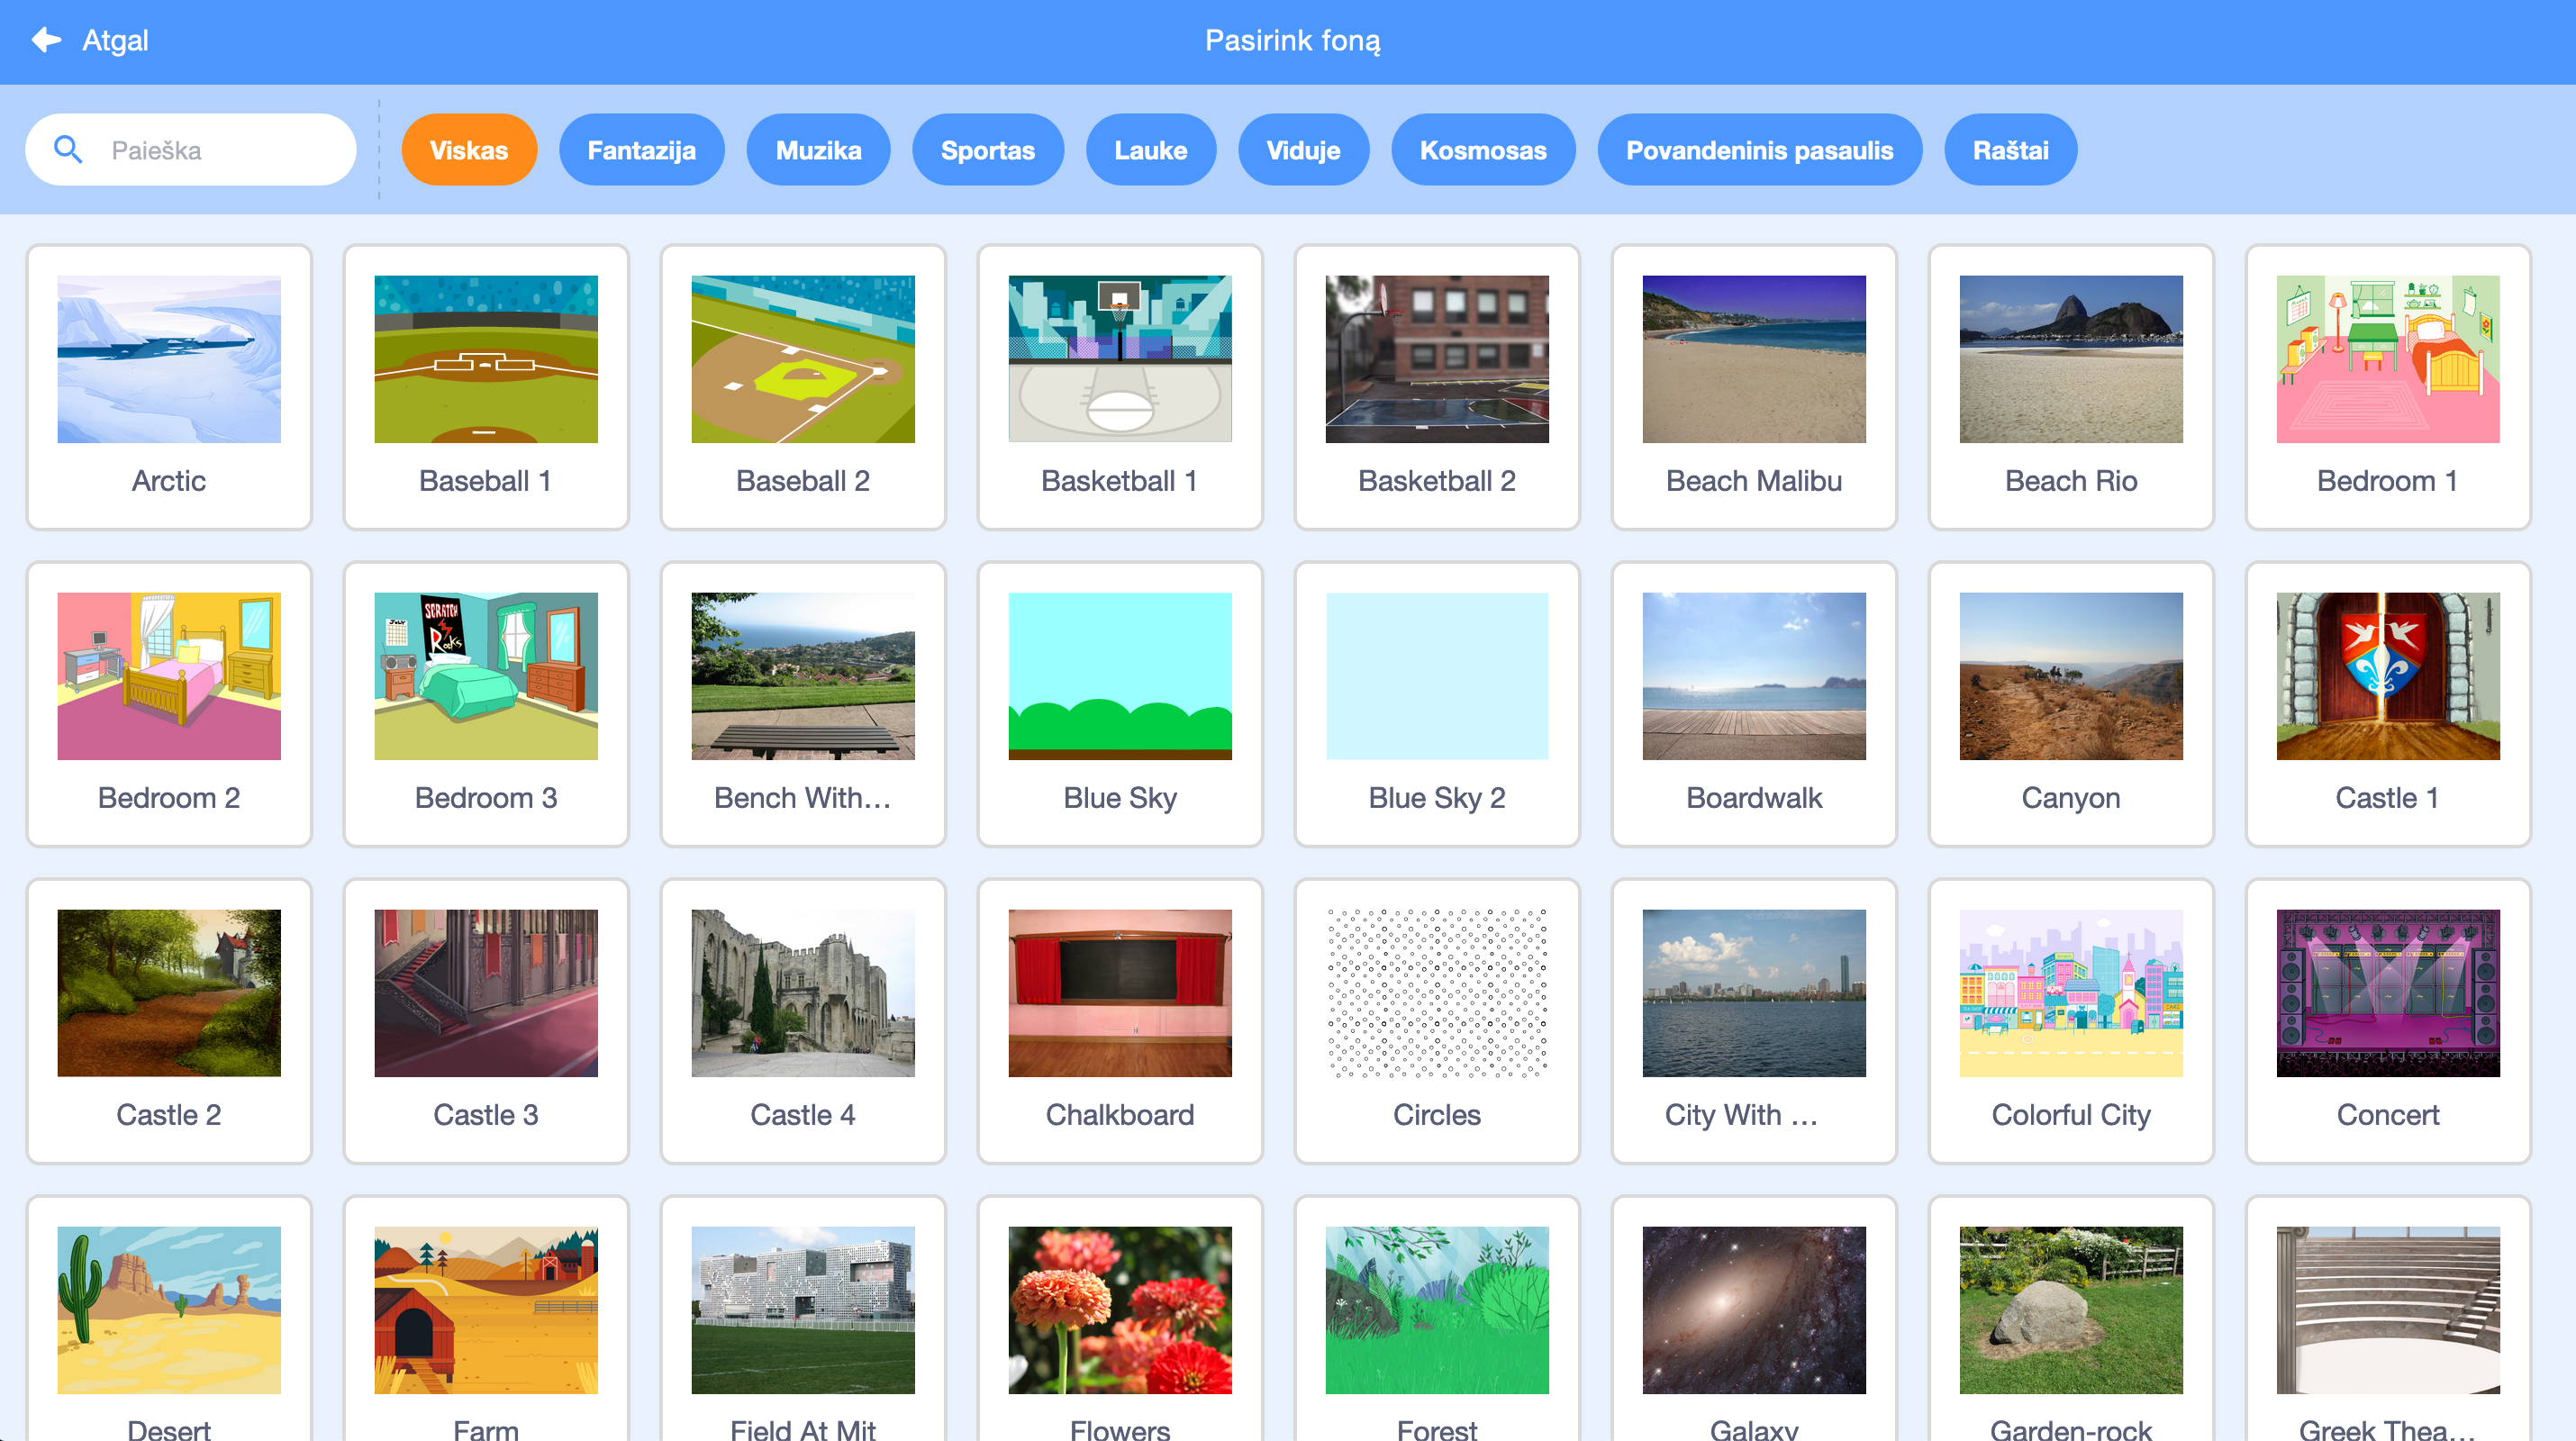 Atgal
Pasirink foną
Paieška
Viskas
Fantazija
Muzika
Sportas
Lauke
Viduje
Kosmosas
Povandeninis pasaulis
Raštai
Arctic
Baseball 1
Baseball 2
Basketball 1
Basketball 2
Beach Malibu
Beach Rio
Bedroom 1
SCRATCH
Rocks
JULY
Bedroom 2
Bedroom 3
Bench With...
Blue Sky
Blue Sky 2
Boardwalk
Canyon
Castle 1
Castle 2
Castle 3
Castle 4
Chalkboard
Circles
City With ...
Colorful City
Concert
Desert
Farm
Field At Mit
Flowers
Forest
Galaxy
Garden-rock
Greek Thea...